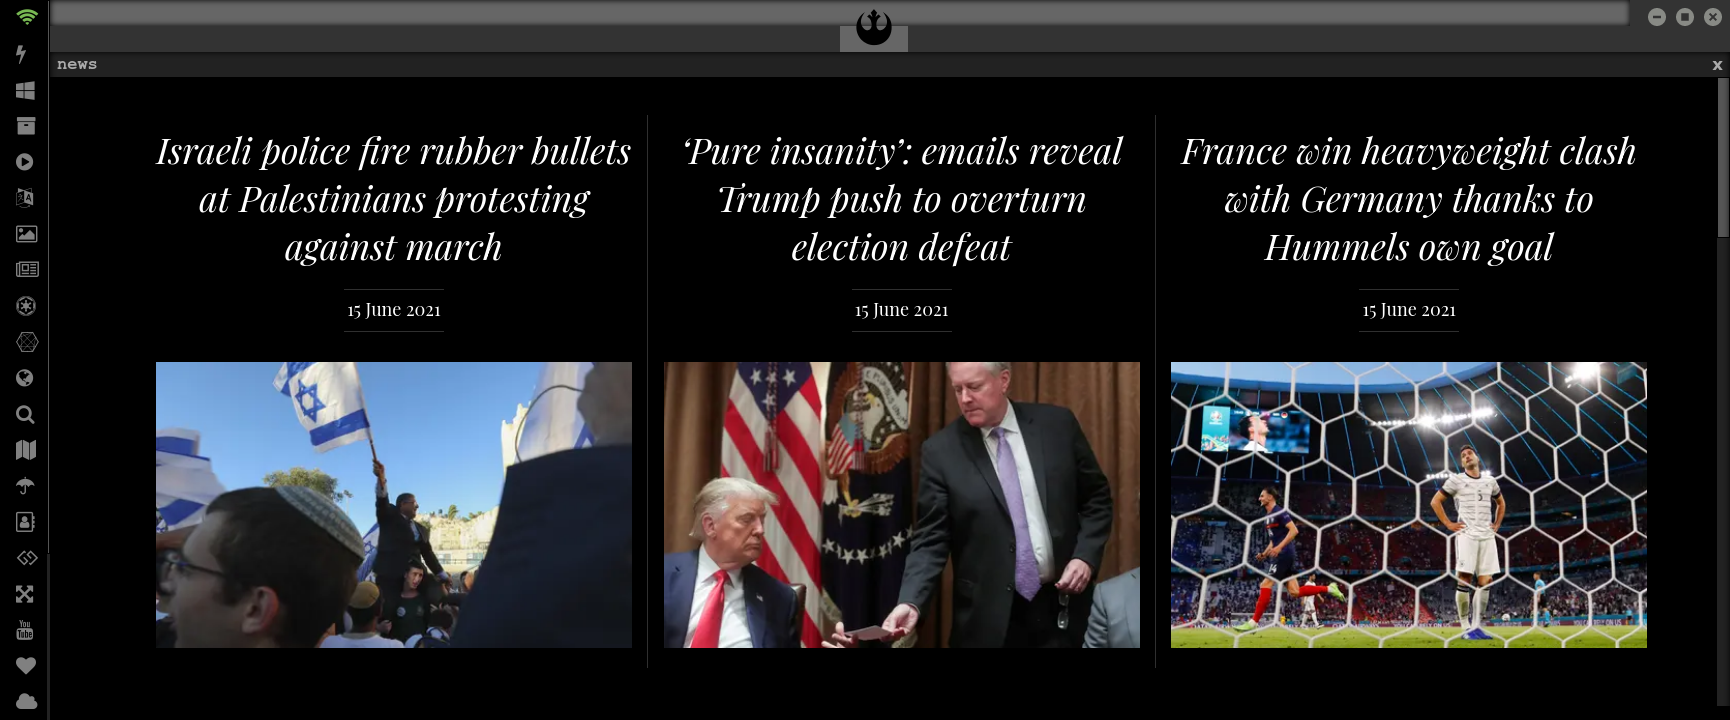 news
x
Israeli police fire rubber bullets
at Palestinians protesting
against march
15 June 2021
‘Pure insanity’: emails reveal
Trump push to overturn
election defeat
15 June 2021
France win heavyweight clash
with Germany thanks to
Hummels own goal
15 June 2021
You
Tube